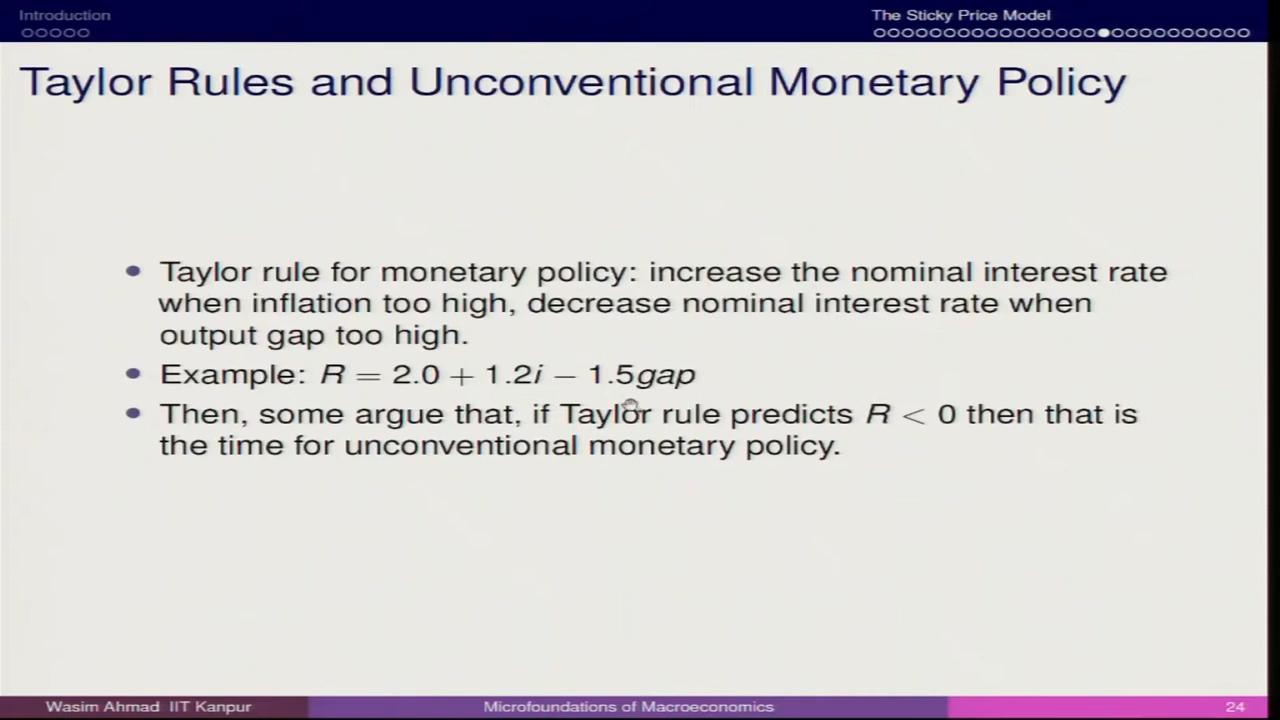 Introduction
The Sticky Price Model
Taylor Rules and Unconventional Monetary Policy
Taylor rule for monetary policy: increase the nominal interest rate
when inflation too high, decrease nominal interest rate when
output gap too high.
Example: R = 2.0 + 1.2i − 1.5gap
Then, some argue that, if Taylor rule predicts R < 0 then that is
the time for unconventional monetary policy.
Wasim Ahmad IIT Kanpur
Microfoundations of Macroeconomics
24